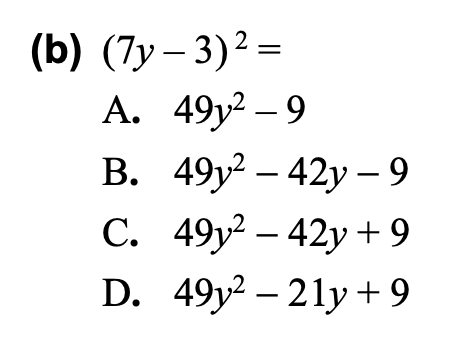 (b) (7y – 3)² =
A. 49y² – 9
B. 49y² – 42y – 9
C. 49y² – 42y + 9
D. 49y² – 21y + 9